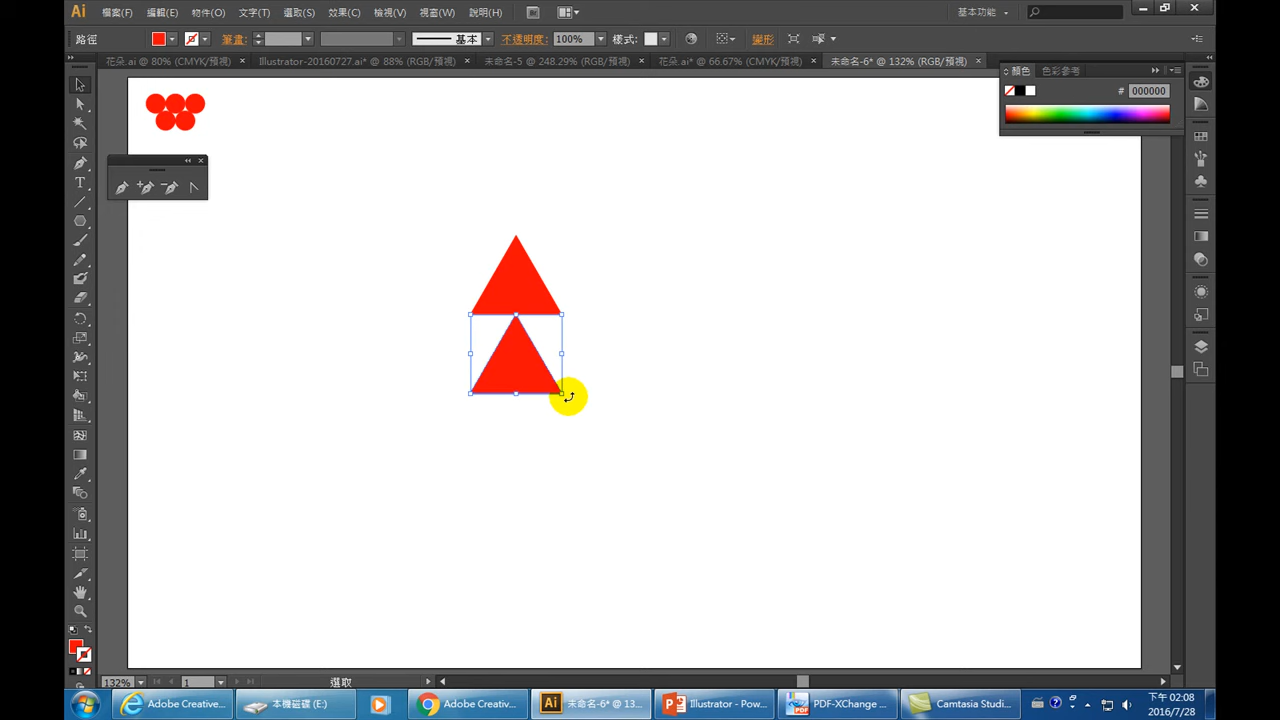 Ai 檔案(F) 編輯(E) 物件(O) 文字(T) 選取(S) 效果(C) 檢視(V) 視窗(W) 說明(H) Br 基本功能
路徑 筆畫: 基本 不透明度: 100% 樣式: 變形
花朵.ai @ 80% (CMYK/預視) × Illustrator-20160727.ai* @ 88% (RGB/預視) × 未命名-5 @ 248.29% (RGB/預視) × 花朵.ai* @ 66.67% (CMYK/預視) × 未命名-6* @ 132% (RGB/預視) ×
顏色 色彩參考
# 000000
132% 1 選取
Adobe Creative... 本機磁碟 (E:) Adobe Creativ... Ai 未命名-6* @ 13... Illustrator - Pow... PDF-XChange ... Camtasia Studi... 下午 02:08
2016/7/28